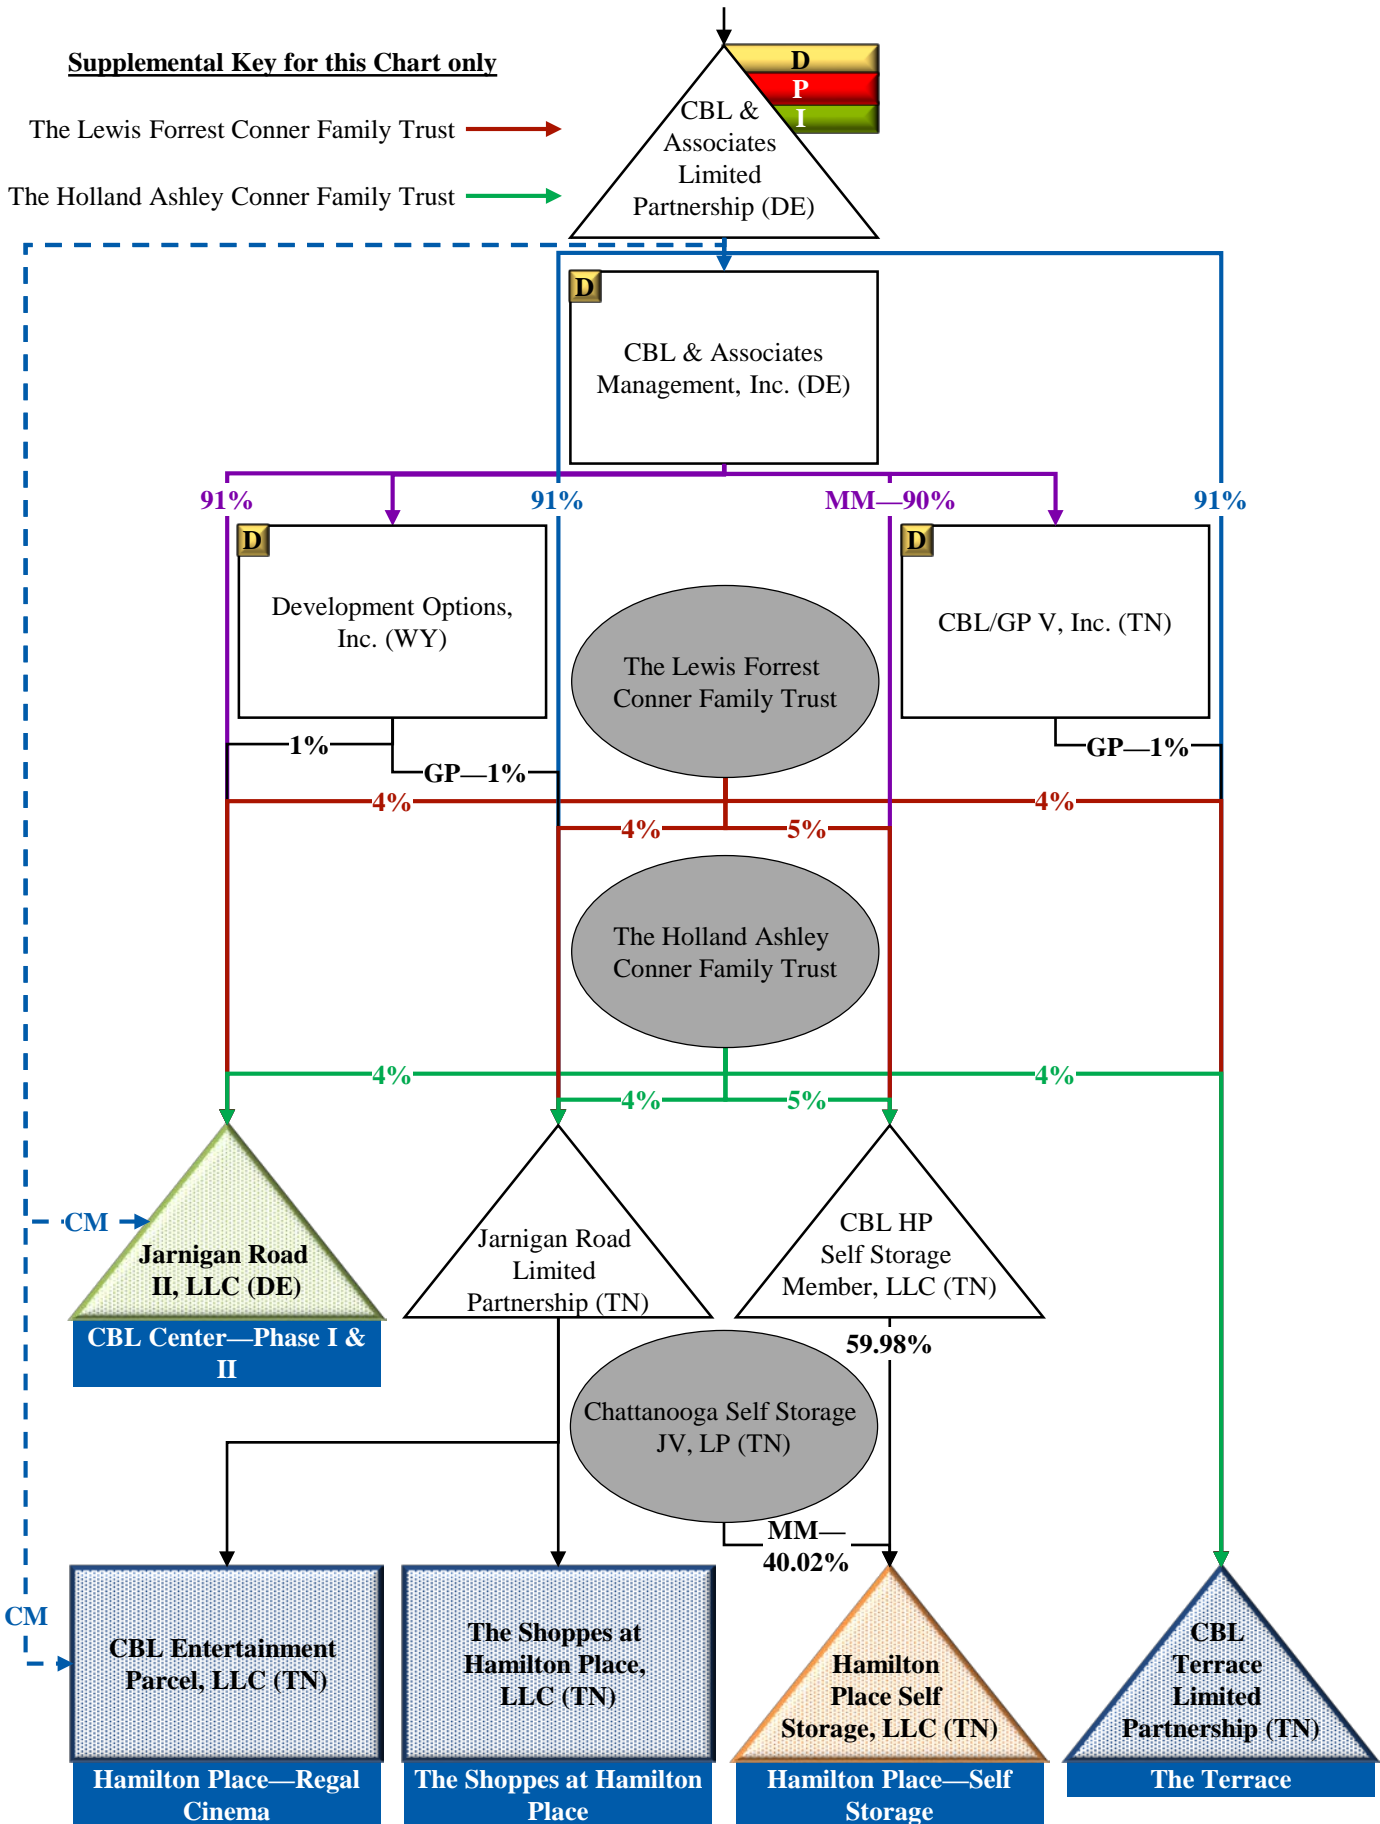 Supplemental Key for this Chart only
The Lewis Forrest Conner Family Trust
The Holland Ashley Conner Family Trust
D
P
I
CBL &
Associates
Limited
Partnership (DE)
D
CBL & Associates
Management, Inc. (DE)
91%
91%
MM—90%
91%
D
Development Options,
Inc. (WY)
D
CBL/GP V, Inc. (TN)
The Lewis Forrest
Conner Family Trust
1%
GP—1%
GP—1%
4%
4%
4%
5%
The Holland Ashley
Conner Family Trust
4%
4%
4%
5%
CM
Jarnigan Road
II, LLC (DE)
CBL Center—Phase I &
II
Jarnigan Road
Limited
Partnership (TN)
CBL HP
Self Storage
Member, LLC (TN)
59.98%
Chattanooga Self Storage
JV, LP (TN)
MM—
40.02%
CM
CBL Entertainment
Parcel, LLC (TN)
Hamilton Place—Regal
Cinema
The Shoppes at
Hamilton Place,
LLC (TN)
The Shoppes at Hamilton
Place
Hamilton
Place Self
Storage, LLC (TN)
Hamilton Place—Self
Storage
CBL
Terrace
Limited
Partnership (TN)
The Terrace